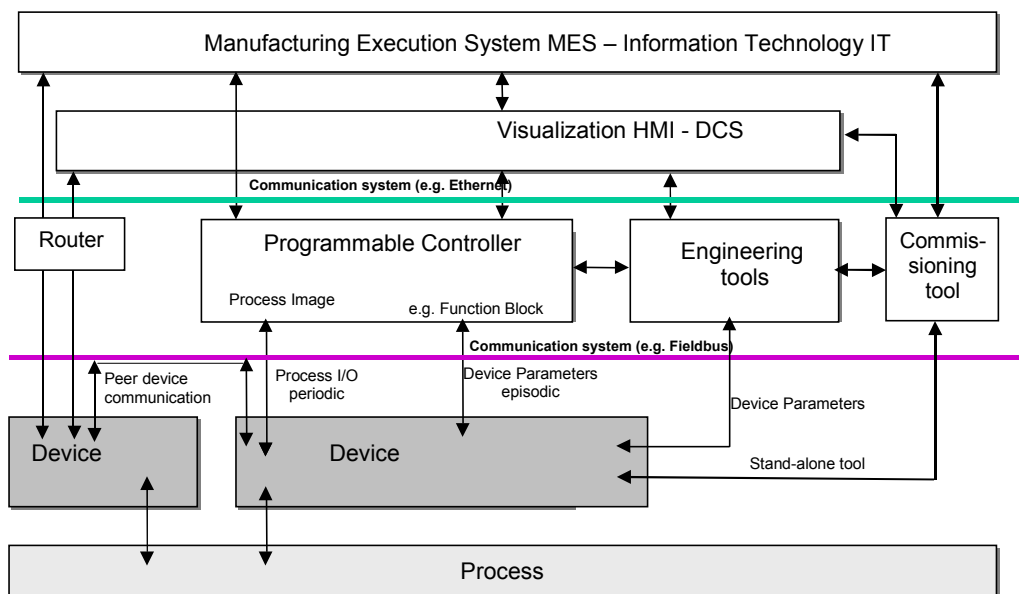 Manufacturing Execution System MES – Information Technology IT
Visualization HMI - DCS
Communication system (e.g. Ethernet)
Router
Programmable Controller
Process Image
e.g. Function Block
Engineering
tools
Commis-
sioning
tool
Communication system (e.g. Fieldbus)
Peer device
communication
Process I/O
periodic
Device Parameters
episodic
Device Parameters
Device
Device
Stand-alone tool
Process